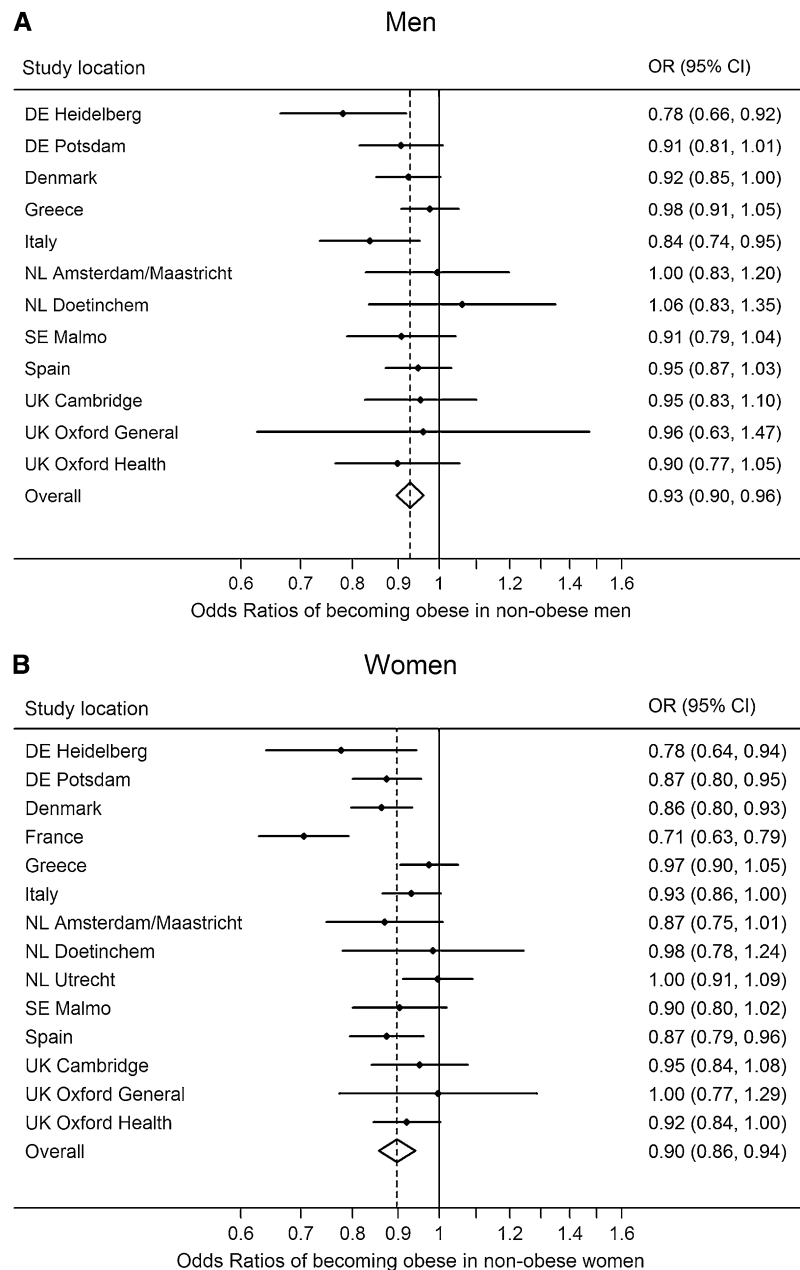 A Men
Study location OR (95% CI)
DE Heidelberg 0.78 (0.66, 0.92)
DE Potsdam 0.91 (0.81, 1.01)
Denmark 0.92 (0.85, 1.00)
Greece 0.98 (0.91, 1.05)
Italy 0.84 (0.74, 0.95)
NL Amsterdam/Maastricht 1.00 (0.83, 1.20)
NL Doetinchem 1.06 (0.83, 1.35)
SE Malmo 0.91 (0.79, 1.04)
Spain 0.95 (0.87, 1.03)
UK Cambridge 0.95 (0.83, 1.10)
UK Oxford General 0.96 (0.63, 1.47)
UK Oxford Health 0.90 (0.77, 1.05)
Overall 0.93 (0.90, 0.96)
0.6 0.7 0.8 0.9 1 1.2 1.4 1.6
Odds Ratios of becoming obese in non-obese men
B Women
Study location OR (95% CI)
DE Heidelberg 0.78 (0.64, 0.94)
DE Potsdam 0.87 (0.80, 0.95)
Denmark 0.86 (0.80, 0.93)
France 0.71 (0.63, 0.79)
Greece 0.97 (0.90, 1.05)
Italy 0.93 (0.86, 1.00)
NL Amsterdam/Maastricht 0.87 (0.75, 1.01)
NL Doetinchem 0.98 (0.78, 1.24)
NL Utrecht 1.00 (0.91, 1.09)
SE Malmo 0.90 (0.80, 1.02)
Spain 0.87 (0.79, 0.96)
UK Cambridge 0.95 (0.84, 1.08)
UK Oxford General 1.00 (0.77, 1.29)
UK Oxford Health 0.92 (0.84, 1.00)
Overall 0.90 (0.86, 0.94)
0.6 0.7 0.8 0.9 1 1.2 1.4 1.6
Odds Ratios of becoming obese in non-obese women